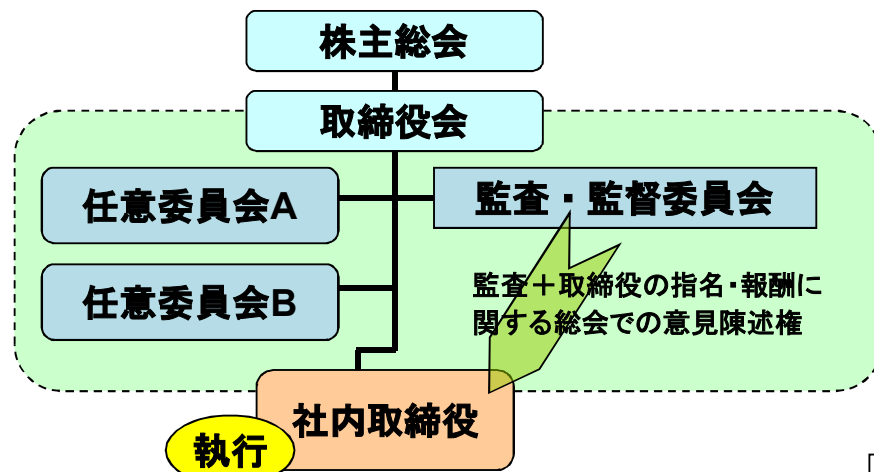 株主総会
取締役会
任意委員会A
監査・監督委員会
任意委員会B
監査＋取締役の指名・報酬に
関する総会での意見陳述権
社内取締役
執行